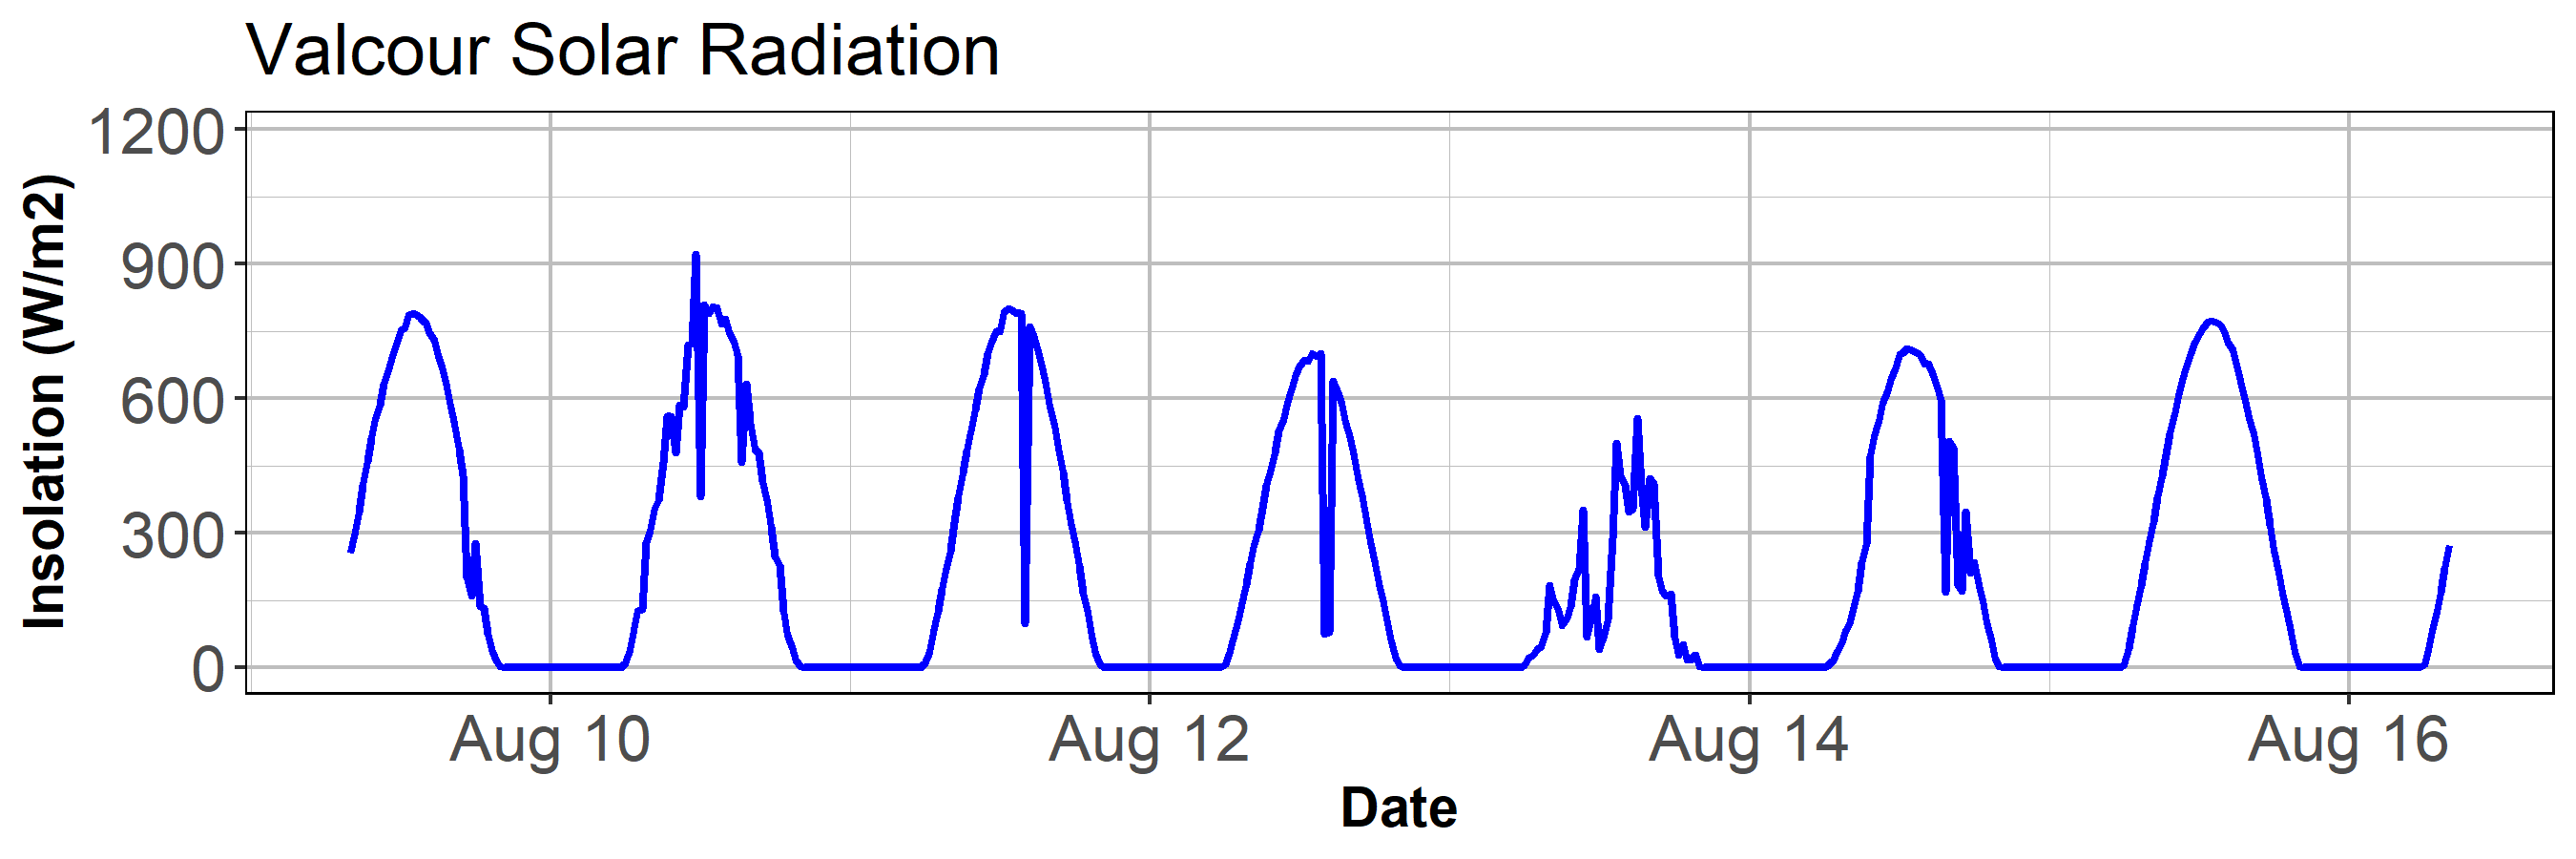 Valcour Solar Radiation
1200
900
600
300
0
Insolation (W/m2)
Aug 10 Aug 12 Aug 14 Aug 16
Date